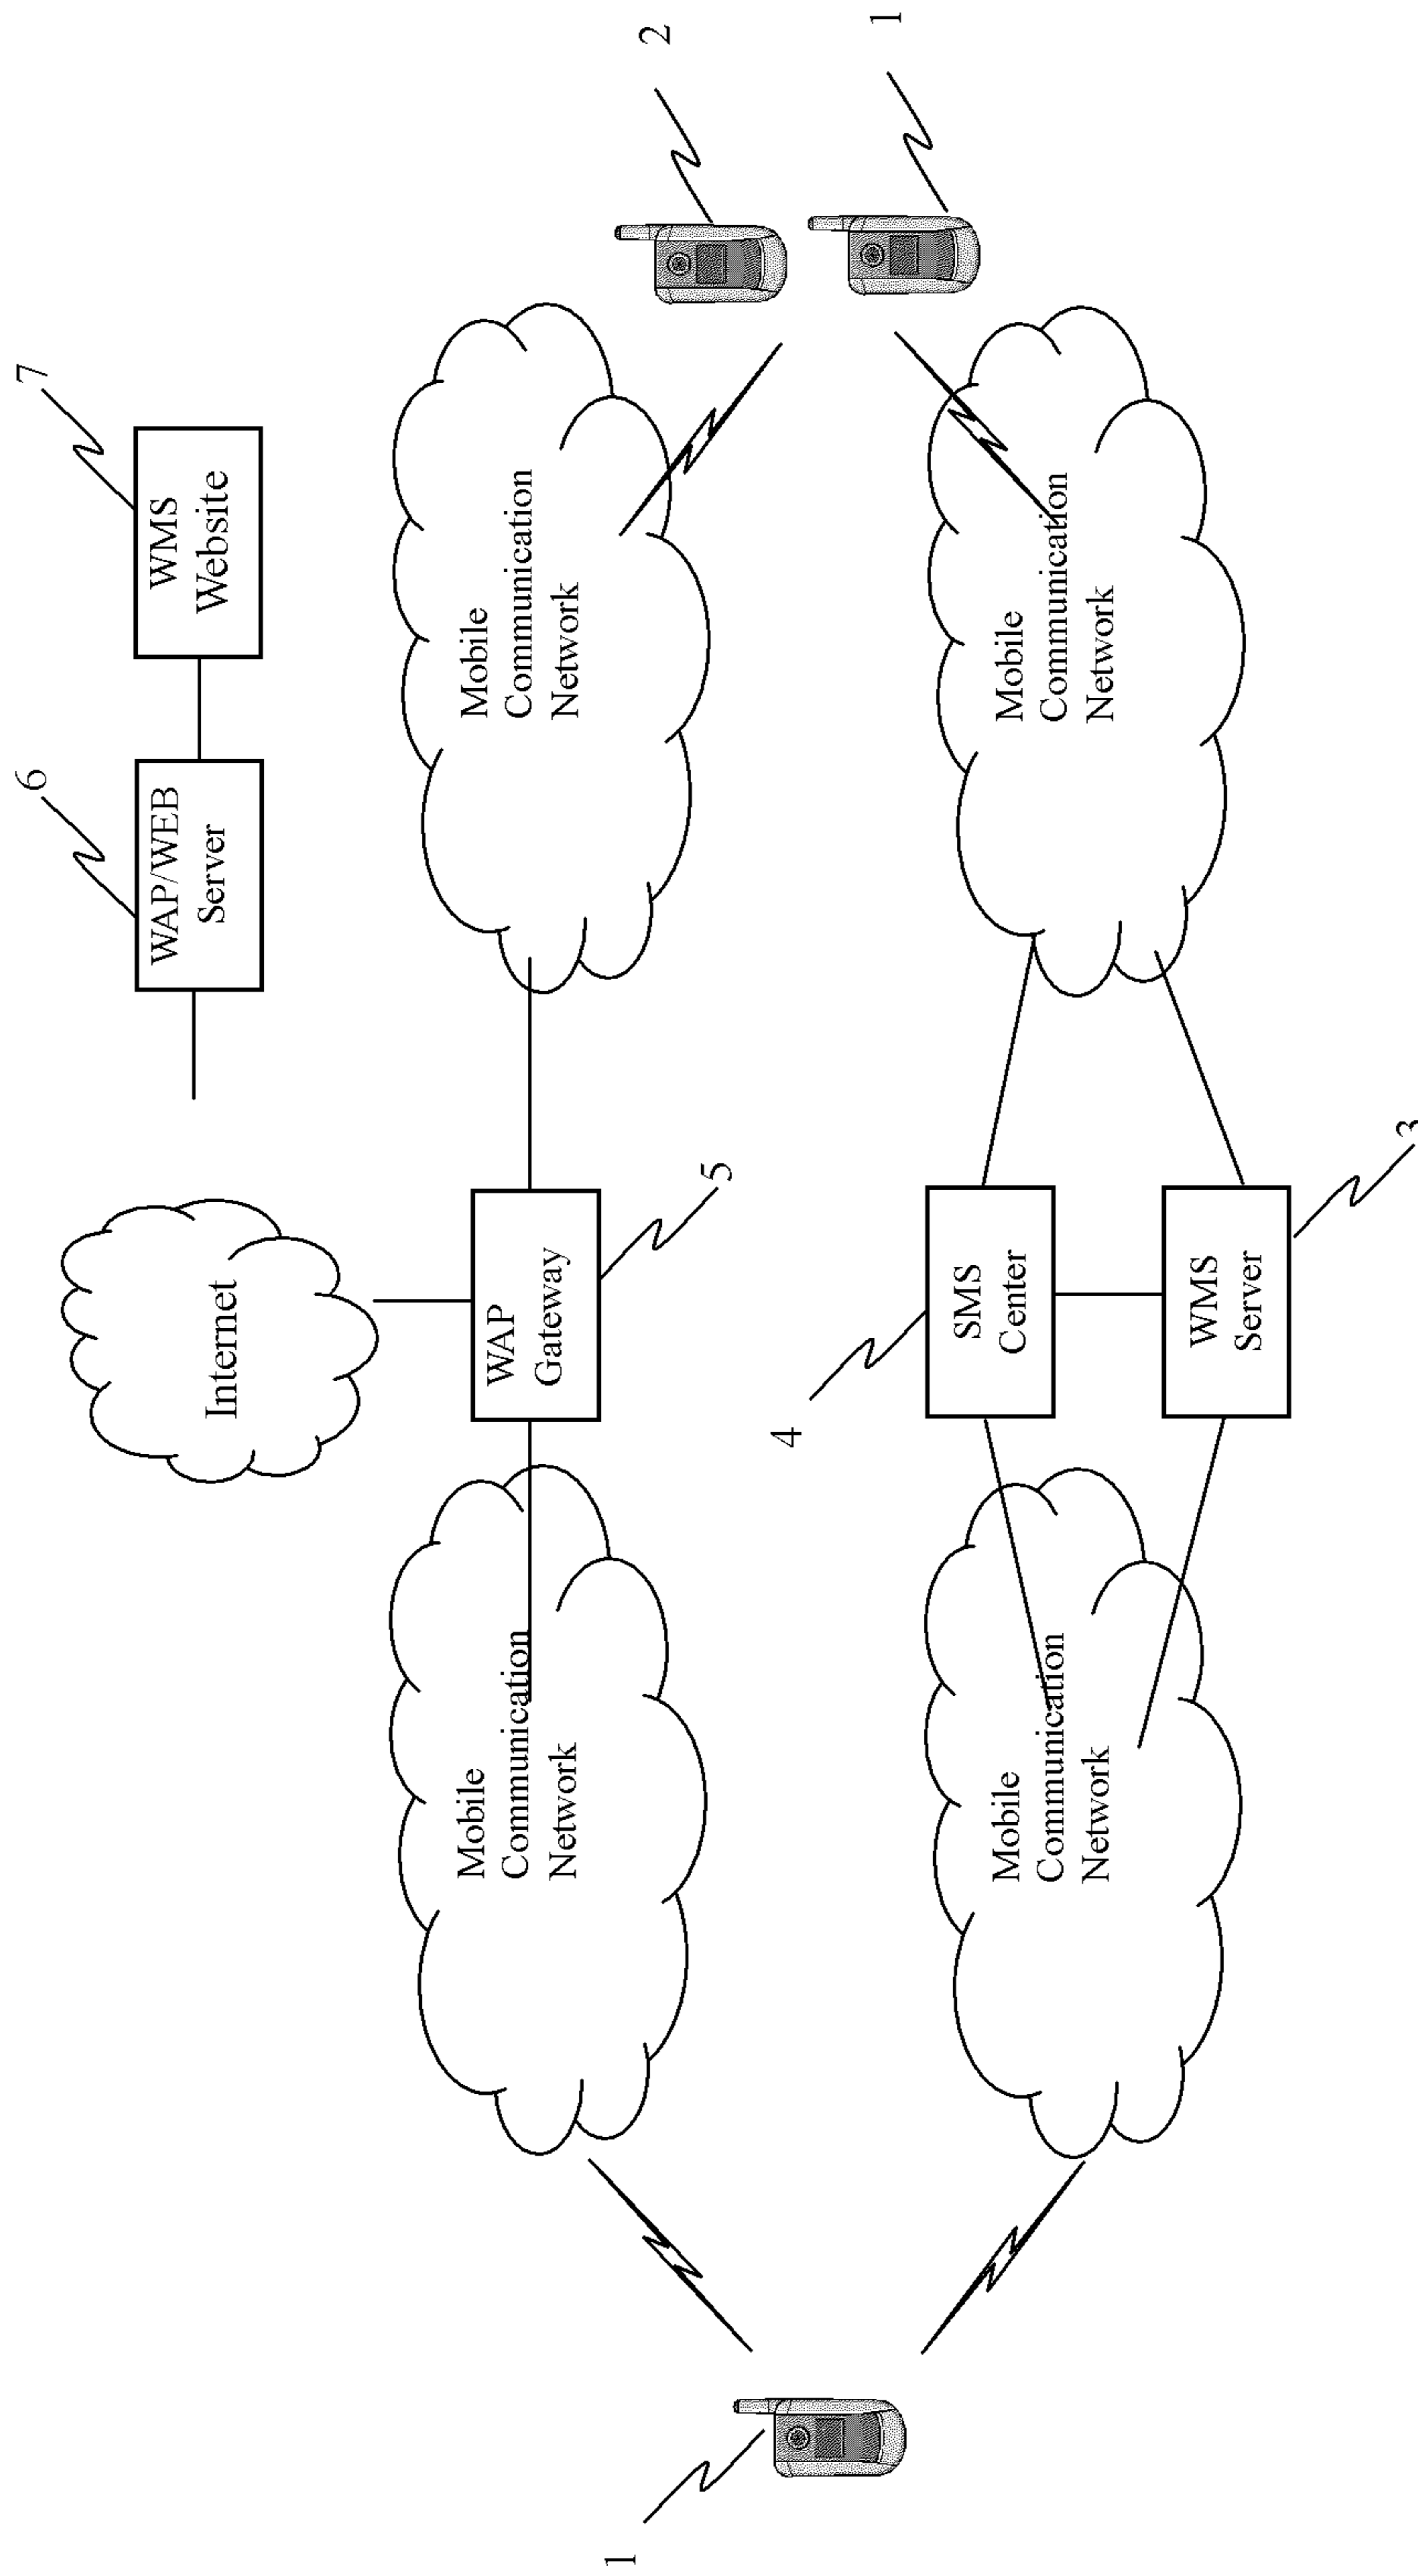 7
WMS
Website
6
WAP/WEB
Server
Internet
2
1
Mobile
Communication
Network
WAP
Gateway
5
Mobile
Communication
Network
1
4
SMS
Center
Mobile
Communication
Network
Mobile
Communication
Network
WMS
Server
3